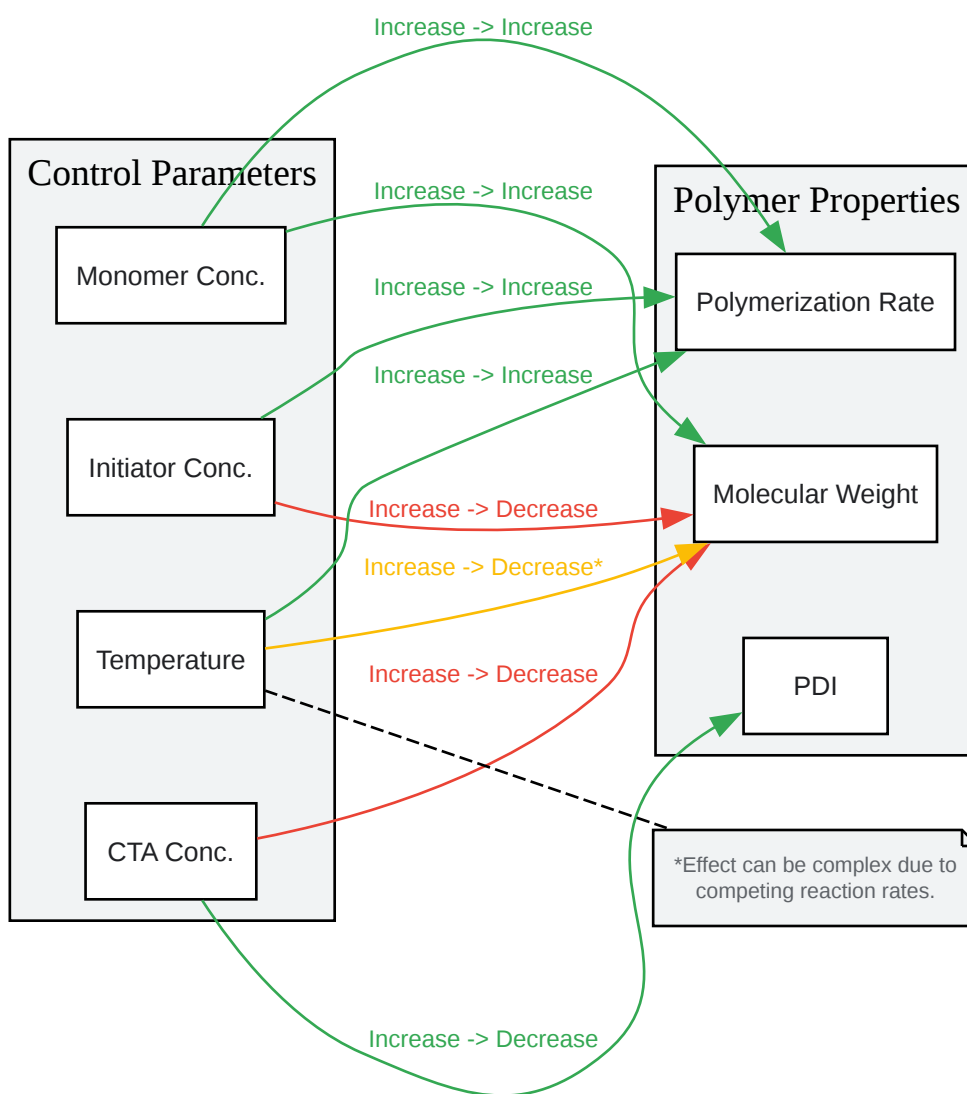 Increase -> Increase
Control Parameters
Polymer Properties
Increase -> Increase
Monomer Conc.
Increase -> Increase
Polymerization Rate
Increase -> Increase
Initiator Conc.
Molecular Weight
Increase -> Decrease
Increase -> Decrease*
Temperature
Increase -> Decrease
PDI
CTA Conc.
*Effect can be complex due to
competing reaction rates.
Increase -> Decrease